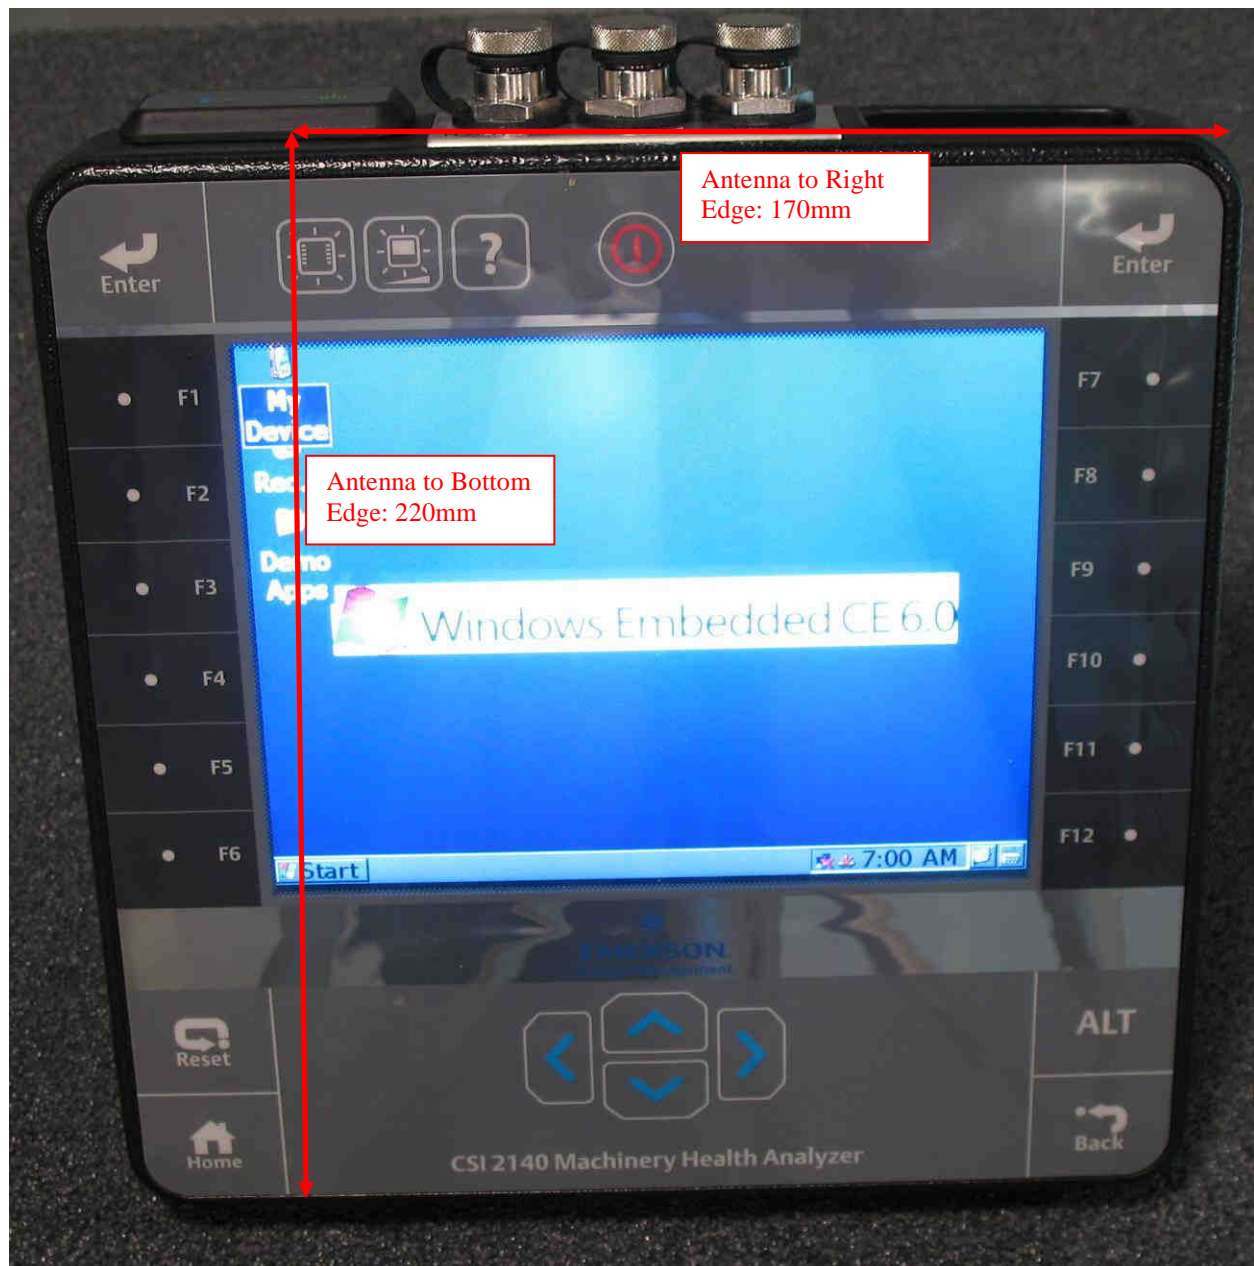 Antenna to Right
Edge: 170mm
Enter
?
Enter
F1
My
Device
F7
F2
Antenna to Bottom
Edge: 220mm
F8
F3
Demo
Apps
Windows Embedded CE 6.0
F9
F4
F10
F5
F11
F6
Start
7:00 AM
F12
EMERSON
Reset
ALT
Home
CSI 2140 Machinery Health Analyzer
Back